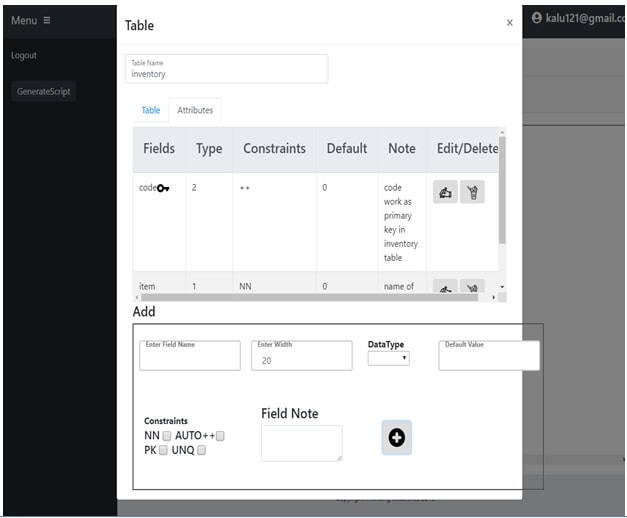 Menu
Table
x
kalu121@gmail.co
Logout
GenerateScript
Table Name
inventory
Table Attributes
Fields Type Constraints Default Note Edit/Delete
code 2 ++ 0 code
work as
primary
key in
inventory
table
item 1 NN 0 name of
Add
Enter Field Name Enter Width DataType Default Value
20
Constraints Field Note
NN AUTO++
PK UNQ